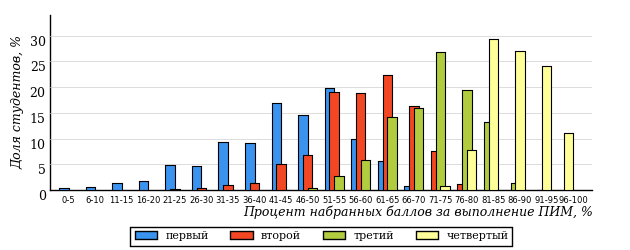 Доля студентов, %
30
25
20
15
10
5
0
0-5 6-10 11-15 16-20 21-25 26-30 31-35 36-40 41-45 46-50 51-55 56-60 61-65 66-70 71-75 76-80 81-85 86-90 91-95 96-100
Процент набранных баллов за выполнение ПИМ, %
первый второй третий четвертый